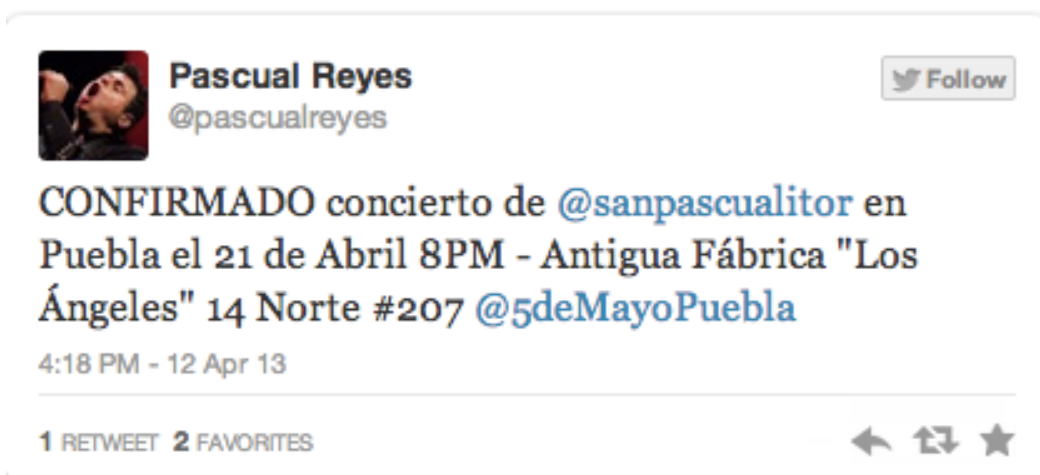 Pascual Reyes
@pascualreyes
Follow
CONFIRMADO concierto de @sanpascualitor en
Puebla el 21 de Abril 8PM - Antigua Fábrica "Los
Ángeles" 14 Norte #207 @5deMayoPuebla
4:18 PM - 12 Apr 13
1 RETWEET 2 FAVORITES